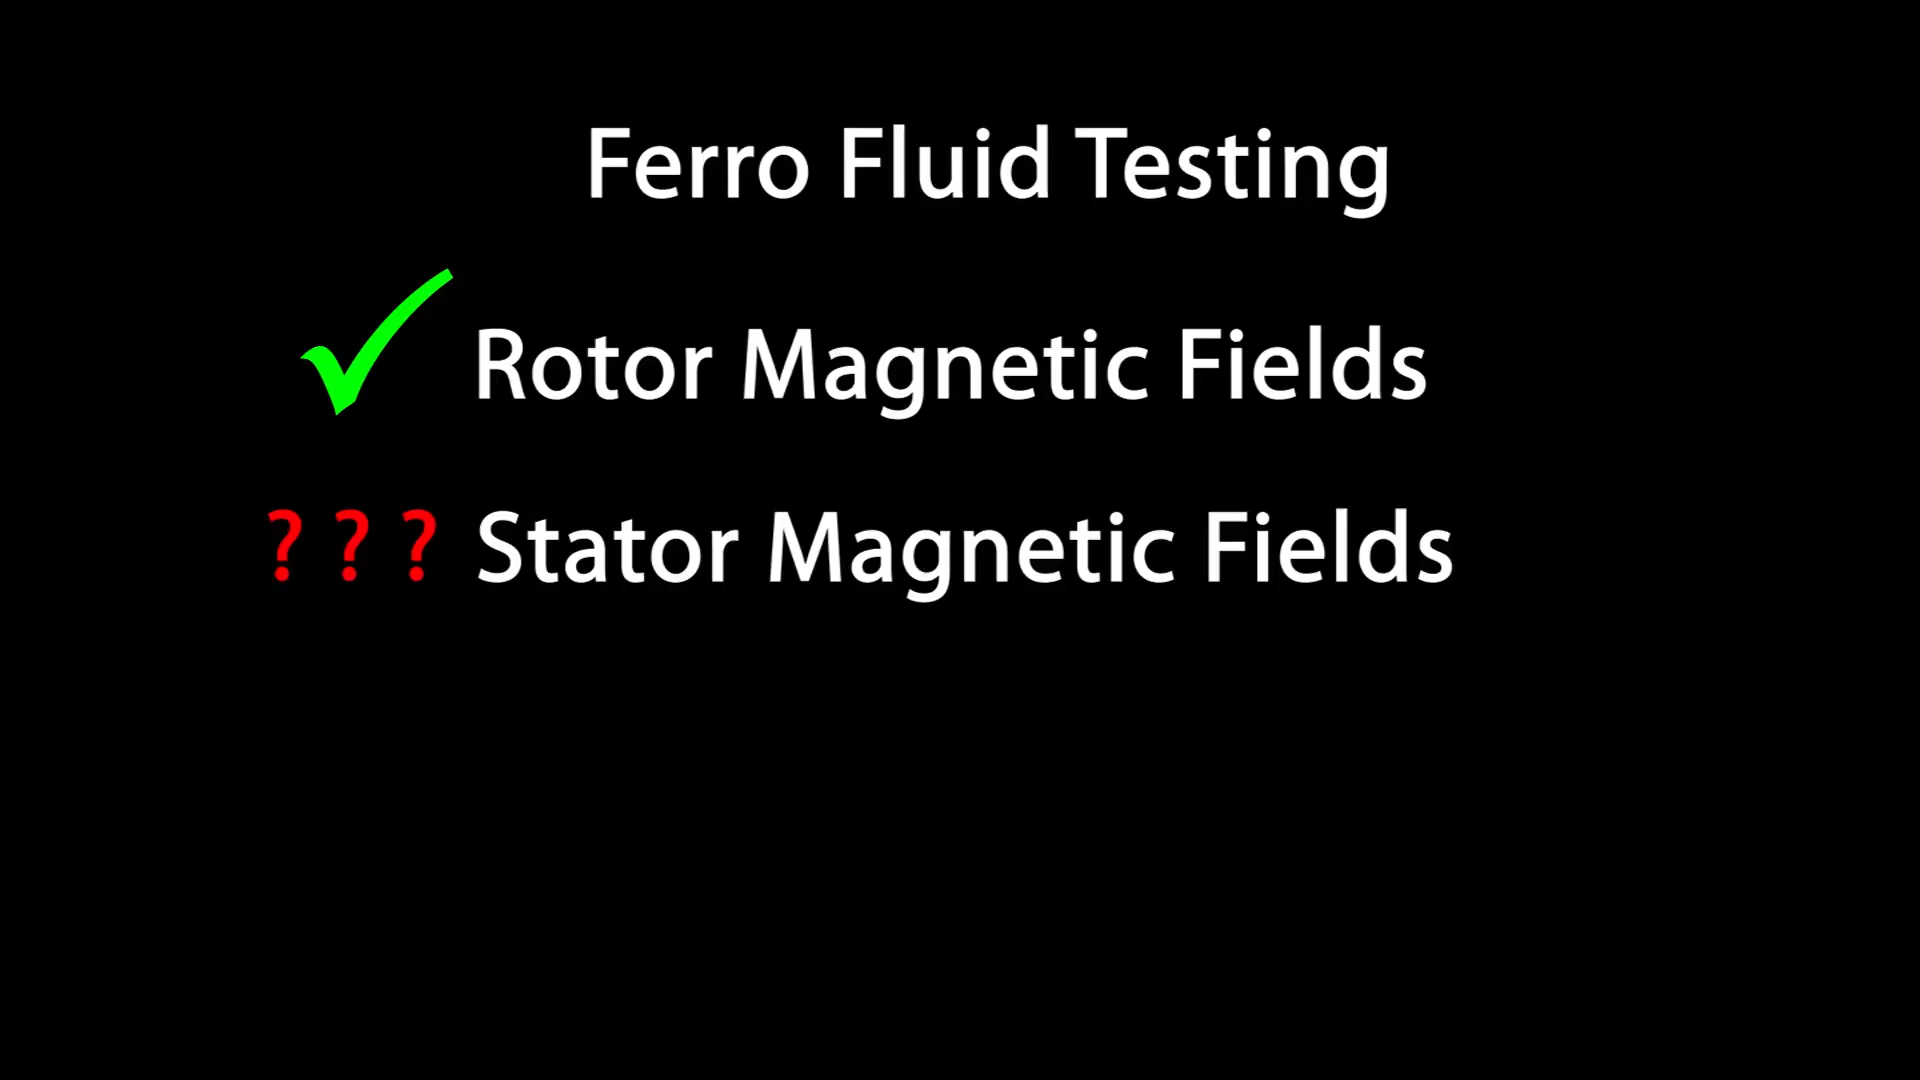 Ferro Fluid Testing
✓ Rotor Magnetic Fields
? ? ? Stator Magnetic Fields